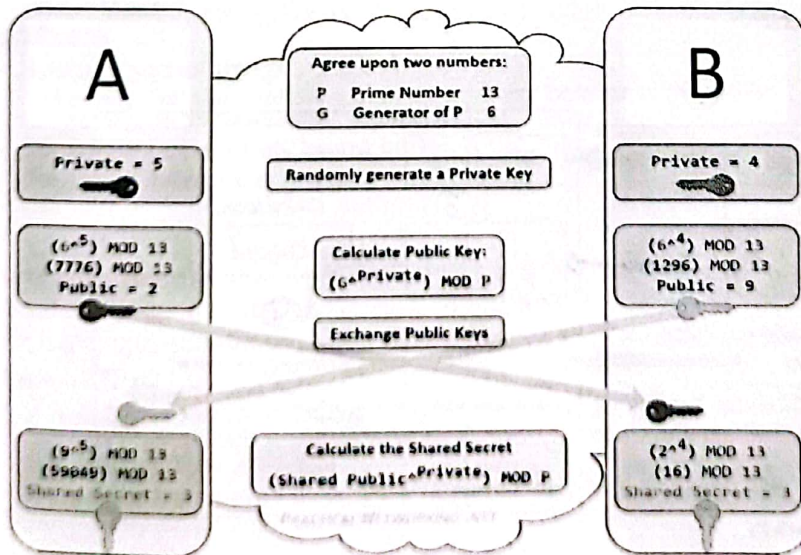 A
B
Agree upon two numbers:
P Prime Number 13
G Generator of P 6
Private = 5
Randomly generate a Private Key
Private = 4
(6^5) MOD 13
(7776) MOD 13
Public = 2
Calculate Public Key:
(G^Private) MOD P
(6^4) MOD 13
(1296) MOD 13
Public = 9
Exchange Public Keys
(9^5) MOD 13
(59049) MOD 13
Shared Secret = 3
Calculate the Shared Secret
(Shared Public^Private) MOD P
(2^4) MOD 13
(16) MOD 13
Shared Secret = 3